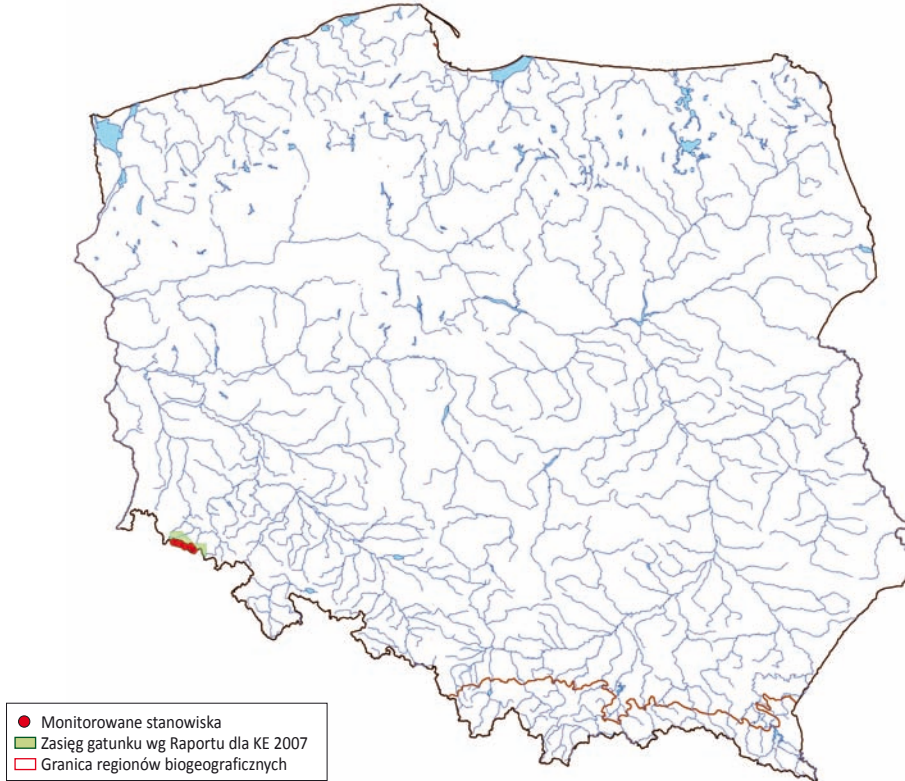 Monitorowane stanowiska
Zasięg gatunku wg Raportu dla KE 2007
Granica regionów biogeograficznych